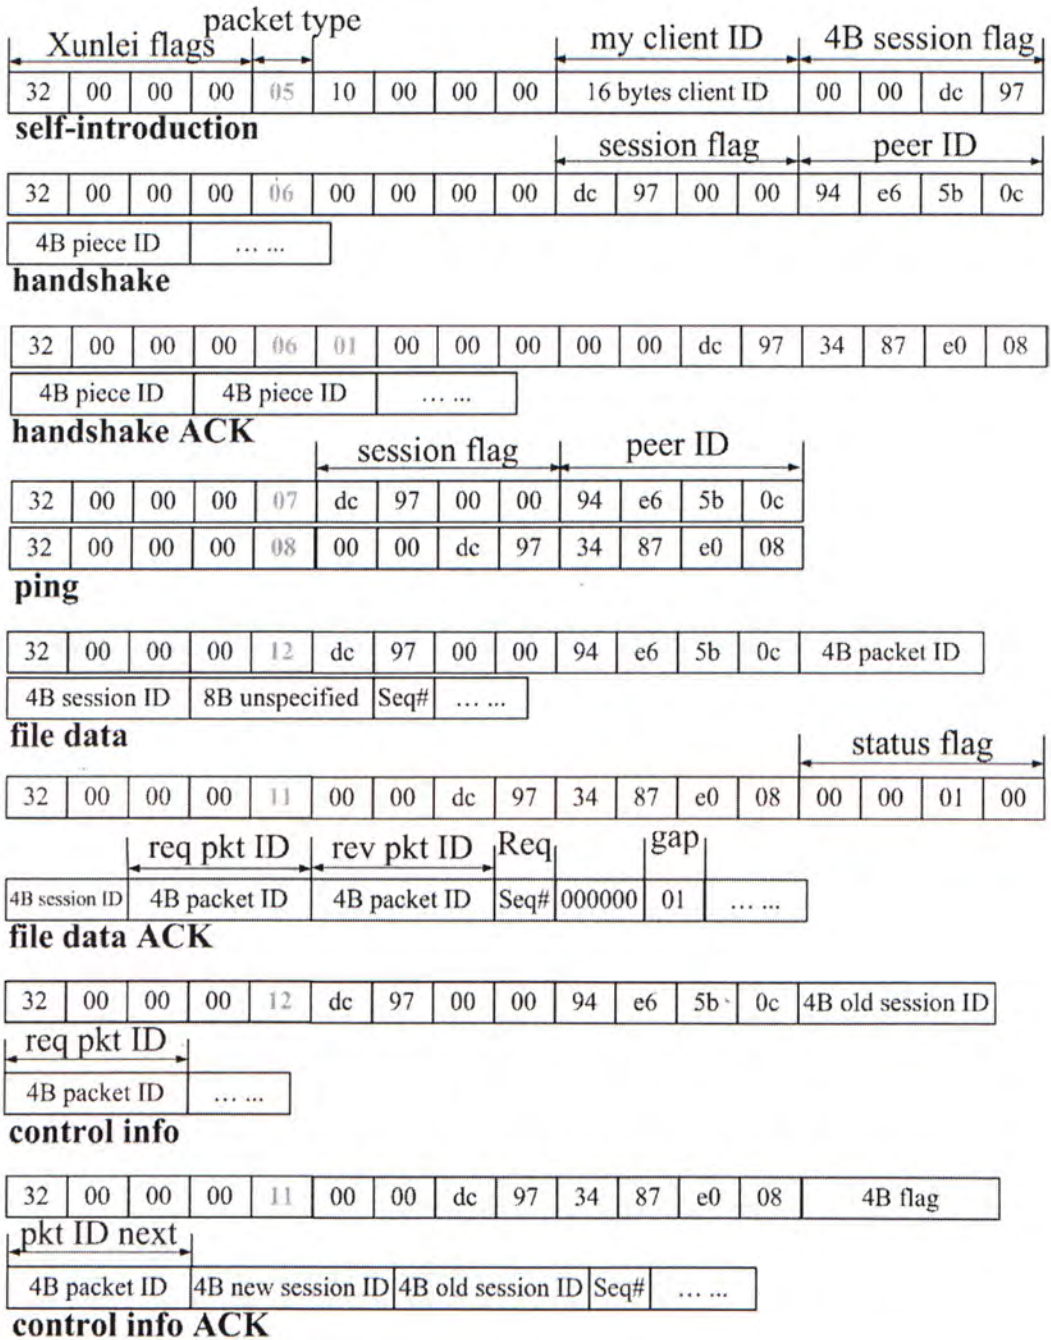 packet type
Xunlei flags my client ID 4B session flag
32 00 00 00 05 10 00 00 00 16 bytes client ID 00 00 dc 97
self-introduction
session flag peer ID
32 00 00 00 06 00 00 00 00 dc 97 00 00 94 e6 5b 0c
4B piece ID ... ...
handshake
32 00 00 00 06 01 00 00 00 00 00 dc 97 34 87 e0 08
4B piece ID 4B piece ID ... ...
handshake ACK
session flag peer ID
32 00 00 00 07 dc 97 00 00 94 e6 5b 0c
32 00 00 00 08 00 00 dc 97 34 87 e0 08
ping
32 00 00 00 12 dc 97 00 00 94 e6 5b 0c 4B packet ID
4B session ID 8B unspecified Seq# ... ...
file data
status flag
32 00 00 00 11 00 00 dc 97 34 87 e0 08 00 00 01 00
req pkt ID rev pkt ID Req gap
4B session ID 4B packet ID 4B packet ID Seq# 000000 01 ... ...
file data ACK
32 00 00 00 12 dc 97 00 00 94 e6 5b 0c 4B old session ID
req pkt ID
4B packet ID ... ...
control info
32 00 00 00 11 00 00 dc 97 34 87 e0 08 4B flag
pkt ID next
4B packet ID 4B new session ID 4B old session ID Seq# ... ...
control info ACK